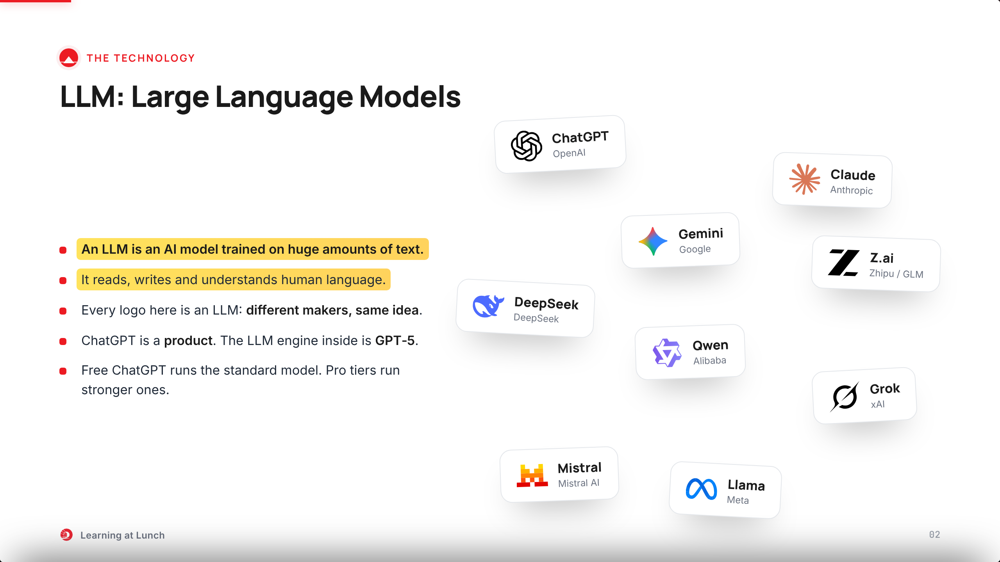 THE TECHNOLOGY
LLM: Large Language Models
An LLM is an AI model trained on huge amounts of text.
It reads, writes and understands human language.
Every logo here is an LLM: different makers, same idea.
ChatGPT is a product. The LLM engine inside is GPT-5.
Free ChatGPT runs the standard model. Pro tiers run
stronger ones.
ChatGPT
OpenAI
Claude
Anthropic
Gemini
Google
Z.ai
Zhipu / GLM
DeepSeek
DeepSeek
Qwen
Alibaba
Grok
xAI
Mistral
Mistral AI
Llama
Meta
Learning at Lunch
02